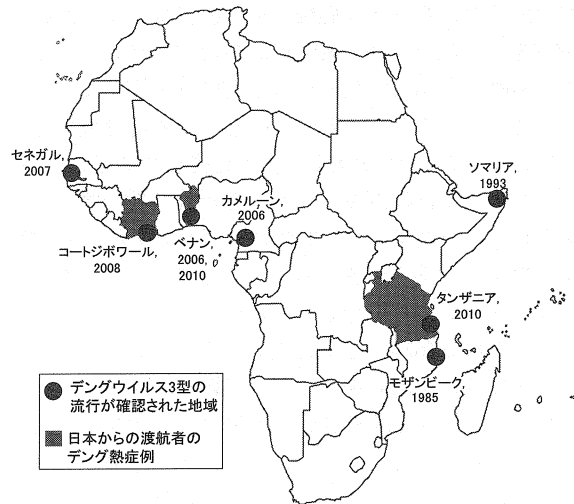 セネガル,
2007
ソマリア,
1993
カメルーン,
2006
コートジボワール,
2008
ベナン,
2006,
2010
タンザニア,
2010
モザンビーク,
1985
デングウイルス3型の
流行が確認された地域
日本からの渡航者の
デング熱症例